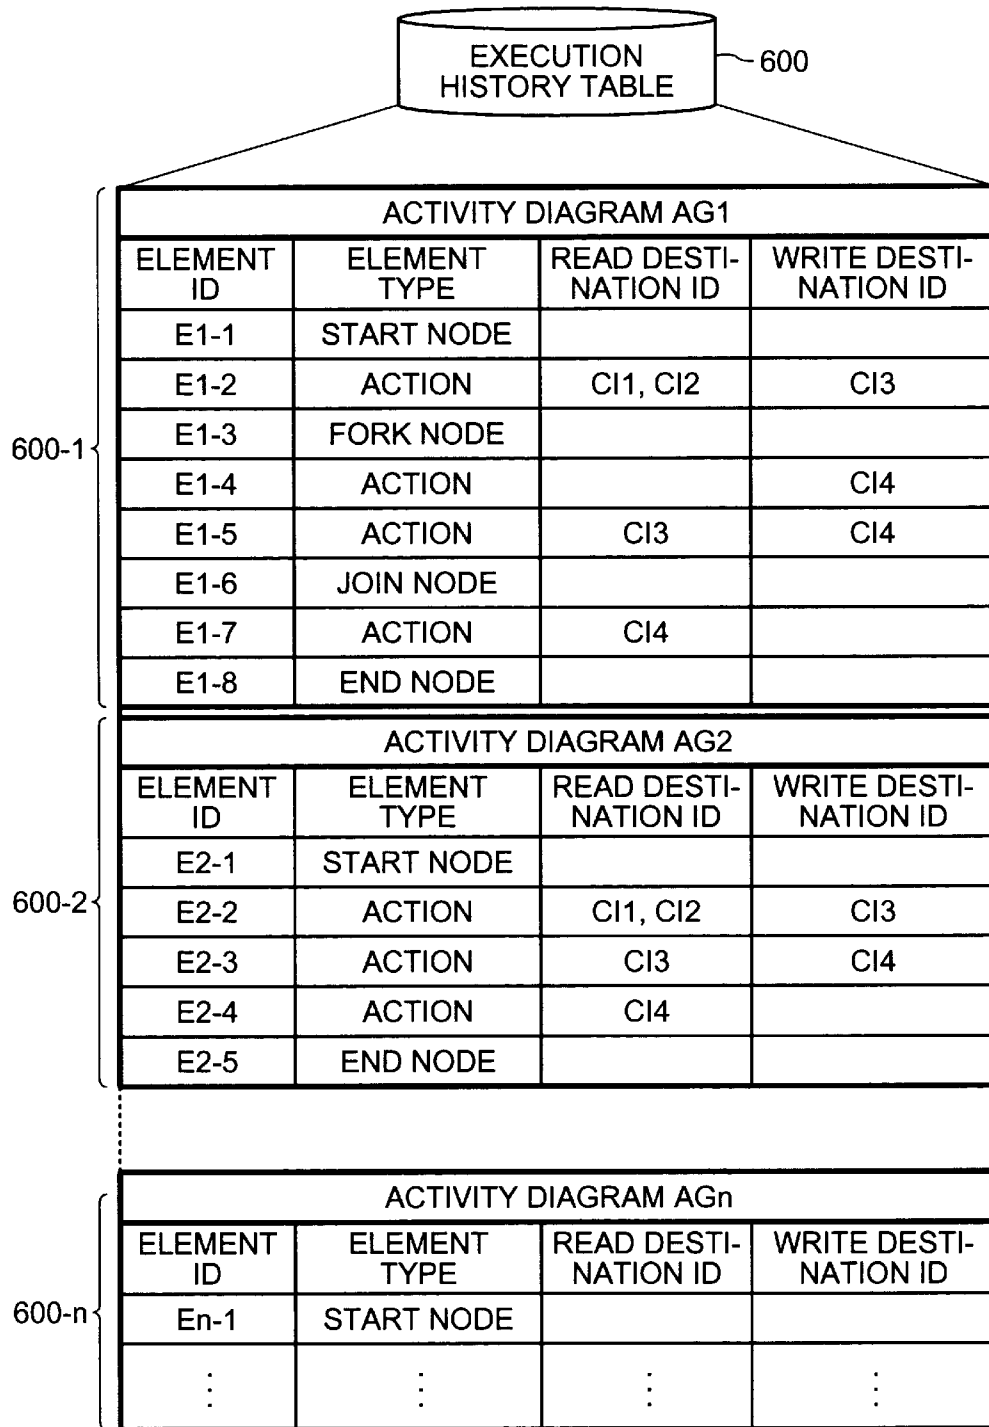 EXECUTION
HISTORY TABLE
600
ACTIVITY DIAGRAM AG1
ELEMENT ID ELEMENT TYPE READ DESTI-NATION ID WRITE DESTI-NATION ID
E1-1 START NODE
E1-2 ACTION CI1, CI2 CI3
E1-3 FORK NODE
600-1
E1-4 ACTION CI4
E1-5 ACTION CI3 CI4
E1-6 JOIN NODE
E1-7 ACTION CI4
E1-8 END NODE
ACTIVITY DIAGRAM AG2
ELEMENT ID ELEMENT TYPE READ DESTI-NATION ID WRITE DESTI-NATION ID
E2-1 START NODE
600-2
E2-2 ACTION CI1, CI2 CI3
E2-3 ACTION CI3 CI4
E2-4 ACTION CI4
E2-5 END NODE
ACTIVITY DIAGRAM AGn
ELEMENT ID ELEMENT TYPE READ DESTI-NATION ID WRITE DESTI-NATION ID
600-n
En-1 START NODE